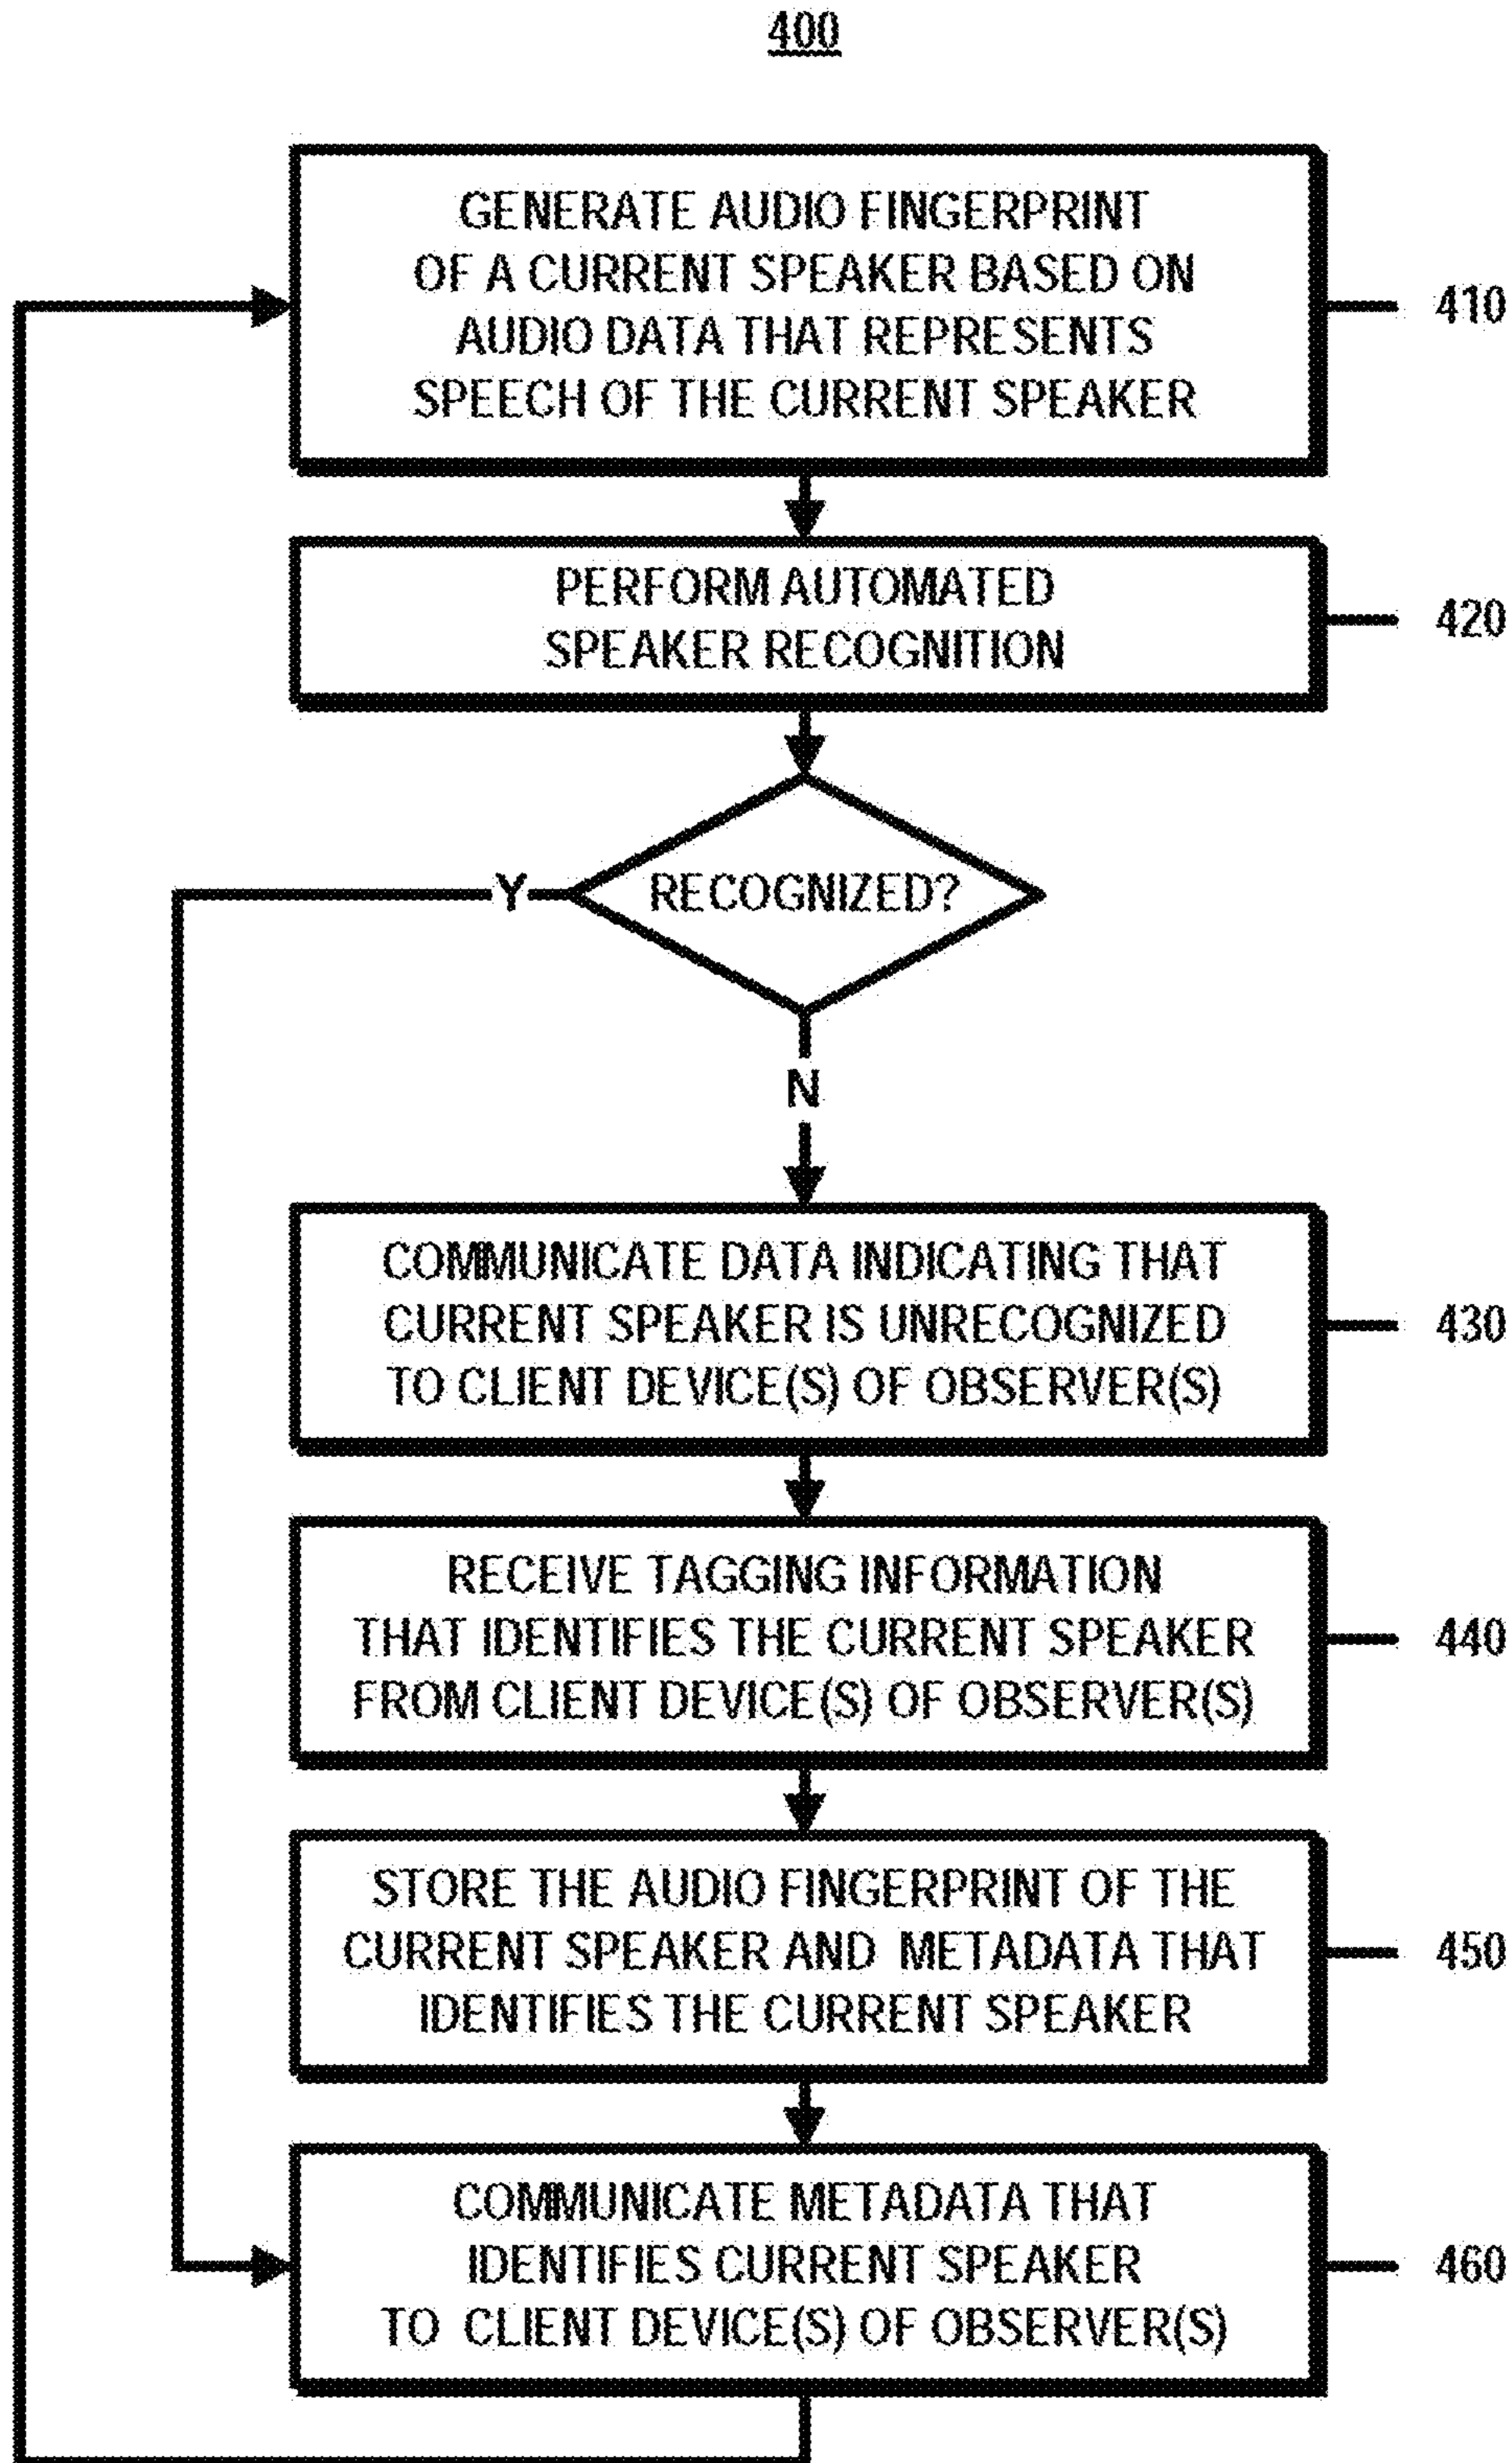 400
GENERATE AUDIO FINGERPRINT
OF A CURRENT SPEAKER BASED ON
AUDIO DATA THAT REPRESENTS
SPEECH OF THE CURRENT SPEAKER
410
PERFORM AUTOMATED
SPEAKER RECOGNITION
420
RECOGNIZED?
Y
N
COMMUNICATE DATA INDICATING THAT
CURRENT SPEAKER IS UNRECOGNIZED
TO CLIENT DEVICE(S) OF OBSERVER(S)
430
RECEIVE TAGGING INFORMATION
THAT IDENTIFIES THE CURRENT SPEAKER
FROM CLIENT DEVICE(S) OF OBSERVER(S)
440
STORE THE AUDIO FINGERPRINT OF THE
CURRENT SPEAKER AND METADATA THAT
IDENTIFIES THE CURRENT SPEAKER
450
COMMUNICATE METADATA THAT
IDENTIFIES CURRENT SPEAKER
TO CLIENT DEVICE(S) OF OBSERVER(S)
460